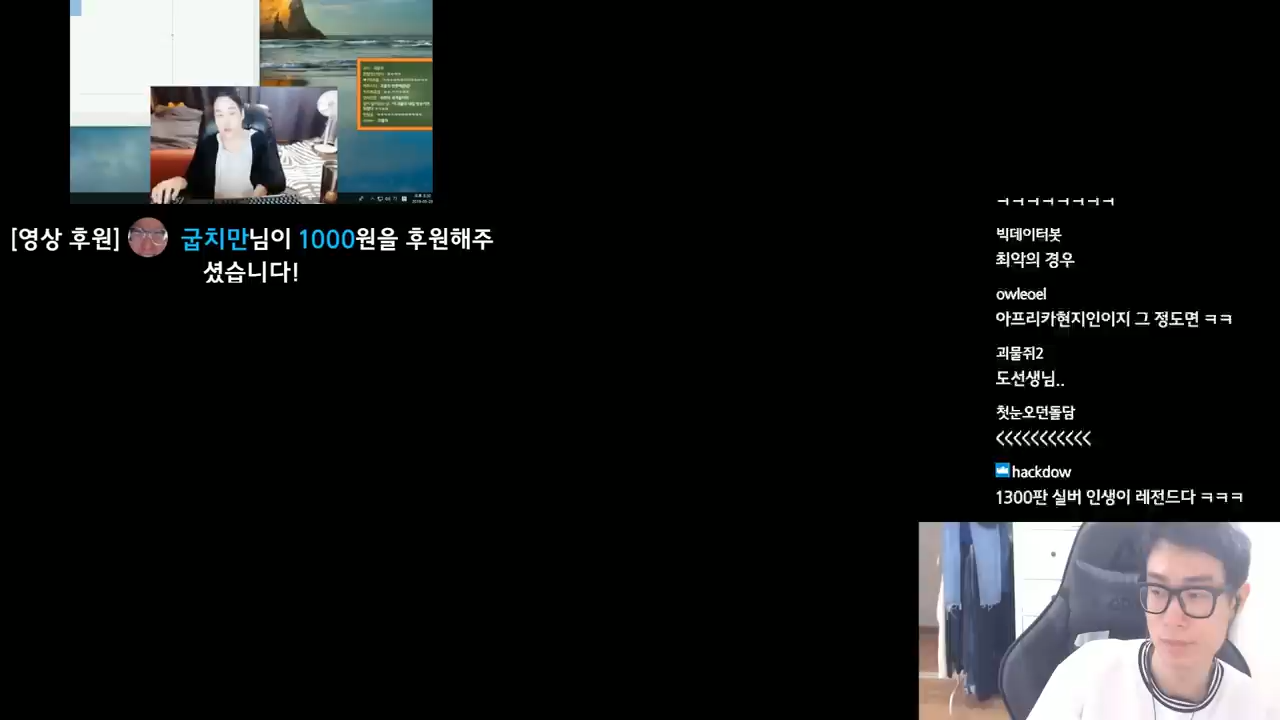 [영상 후원] 굽치만님이 1000원을 후원해주
셨습니다!
ㅋㅋㅋㅋㅋㅋㅋㅋ
빅데이터봇
최악의 경우
owleoel
아프리카현지인이지 그 정도면 ㅋㅋ
괴물쥐2
도선생님..
첫눈오던돌담
<<<<<<<<<<<
hackdow
1300판 실버 인생이 레전드다 ㅋㅋㅋ